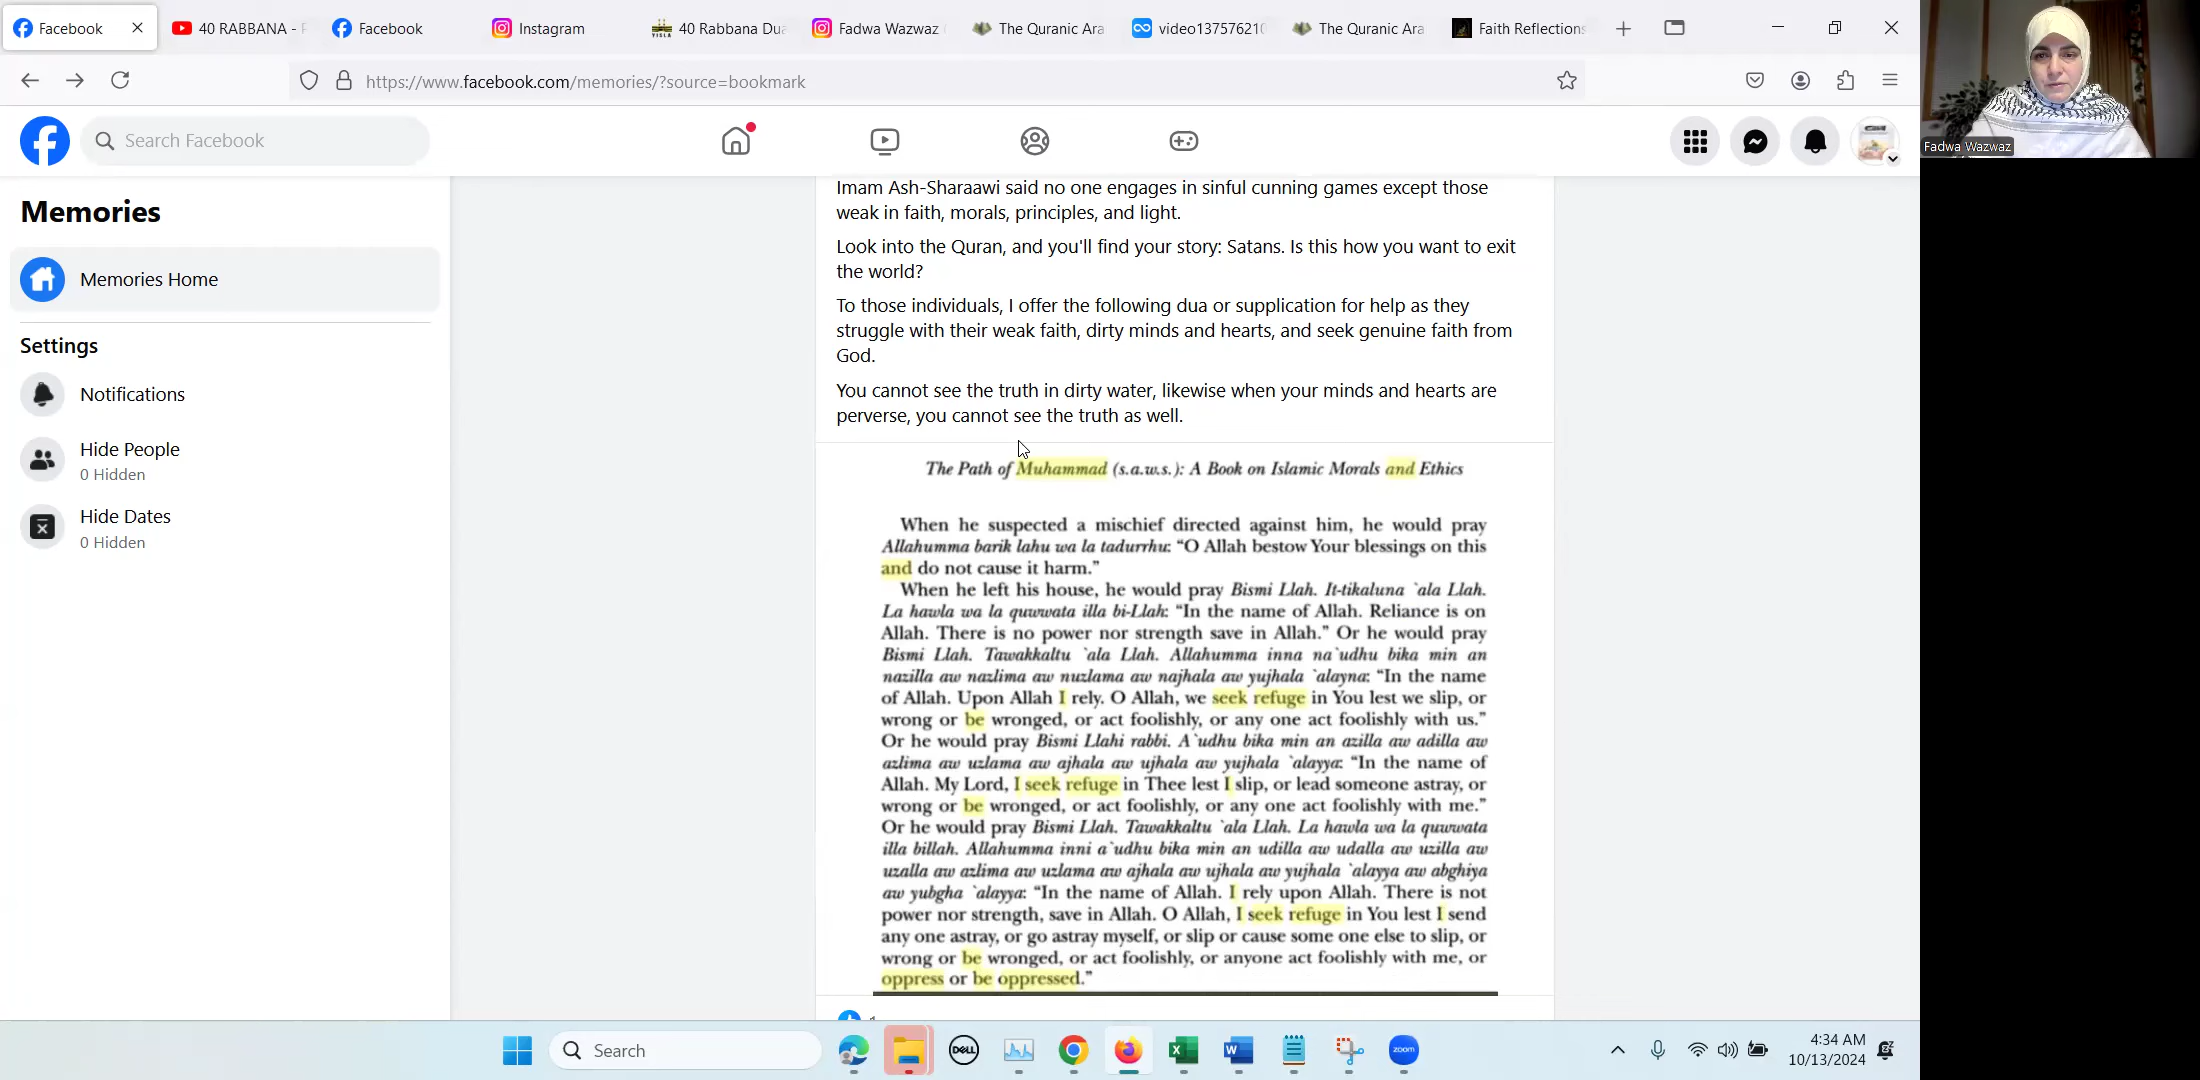 Facebook
40 RABBANA -
Facebook
Instagram
40 Rabbana Dua
Fadwa Wazwaz
The Quranic Ara
video137576210
The Quranic Ara
Faith Reflections
https://www.facebook.com/memories/?source=bookmark
Search Facebook
Fadwa Wazwaz
Memories
Memories Home
Settings
Notifications
Hide People
0 Hidden
Hide Dates
0 Hidden
Imam Ash-Sharaawi said no one engages in sinful cunning games except those
weak in faith, morals, principles, and light.
Look into the Quran, and you'll find your story: Satans. Is this how you want to exit
the world?
To those individuals, I offer the following dua or supplication for help as they
struggle with their weak faith, dirty minds and hearts, and seek genuine faith from
God.
You cannot see the truth in dirty water, likewise when your minds and hearts are
perverse, you cannot see the truth as well.
The Path of Muhammad (s.a.w.s.): A Book on Islamic Morals and Ethics
When he suspected a mischief directed against him, he would pray
Allahumma barik lahu wa la tadurrhu: “O Allah bestow Your blessings on this
and do not cause it harm.”
When he left his house, he would pray Bismi Llah. It-tikaluna `ala Llah.
La hawla wa la quwwata illa bi-Llah: “In the name of Allah. Reliance is on
Allah. There is no power nor strength save in Allah.” Or he would pray
Bismi Llah. Tawakkaltu `ala Llah. Allahumma inna na`udhu bika min an
nazilla aw nazlima aw nuzlama aw najhala aw yujhala `alayna: “In the name
of Allah. Upon Allah I rely. O Allah, we seek refuge in You lest we slip, or
wrong or be wronged, or act foolishly, or any one act foolishly with us.”
Or he would pray Bismi Llahi rabbi. A`udhu bika min an azilla aw adilla aw
azlima aw uzlama aw ajhala aw ujhala aw yujhala `alayya: “In the name of
Allah. My Lord, I seek refuge in Thee lest I slip, or lead someone astray, or
wrong or be wronged, or act foolishly, or any one act foolishly with me.”
Or he would pray Bismi Llah. Tawakkaltu `ala Llah. La hawla wa la quwwata
illa billah. Allahumma inni a`udhu bika min an udilla aw udalla aw uzilla aw
uzalla aw azlima aw uzlama aw ajhala aw ujhala aw yujhala `alayya aw abghiya
aw yubgha `alayya: “In the name of Allah. I rely upon Allah. There is not
power nor strength, save in Allah. O Allah, I seek refuge in You lest I send
any one astray, or go astray myself, or slip or cause some one else to slip, or
wrong or be wronged, or act foolishly, or anyone act foolishly with me, or
oppress or be oppressed.”
Search
DELL
zoom
4:34 AM
10/13/2024